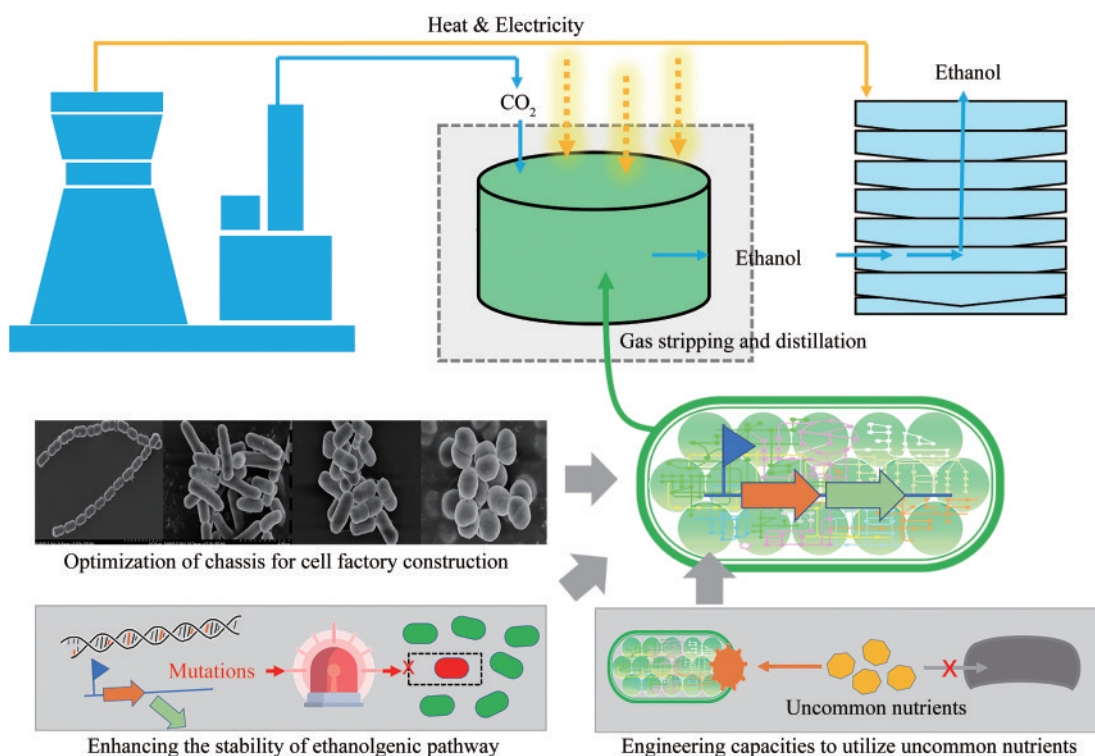 Heat & Electricity
CO2
Ethanol
Ethanol
Gas stripping and distillation
Optimization of chassis for cell factory construction
Mutations
Uncommon nutrients
Enhancing the stability of ethanolgenic pathway
Engineering capacities to utilize uncommon nutrients